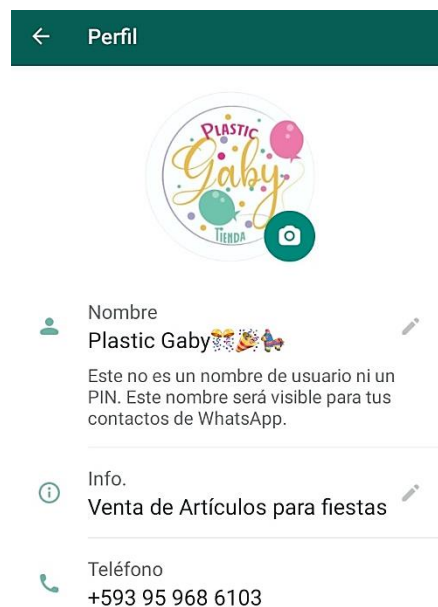 Perfil
PLASTIC
Gaby
TIENDA
Nombre
Plastic Gaby🎊🎉🪅
Este no es un nombre de usuario ni un
PIN. Este nombre será visible para tus
contactos de WhatsApp.
Info.
Venta de Artículos para fiestas
Teléfono
+593 95 968 6103